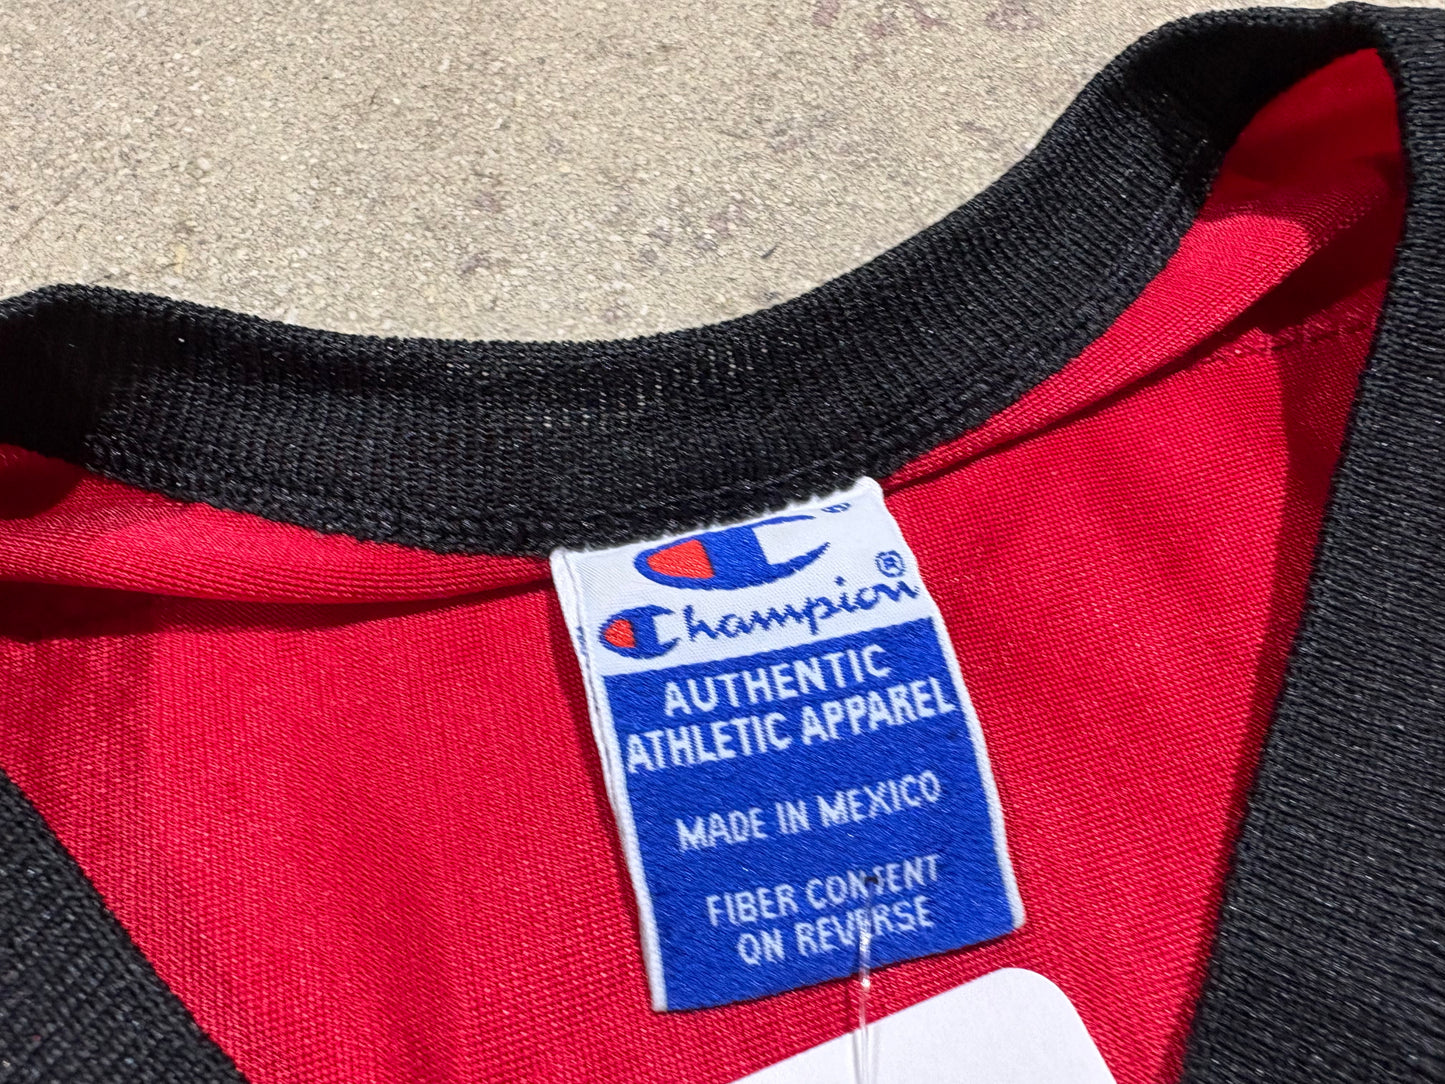 Champion®
AUTHENTIC
ATHLETIC APPAREL
MADE IN MEXICO
FIBER CONTENT
ON REVERSE